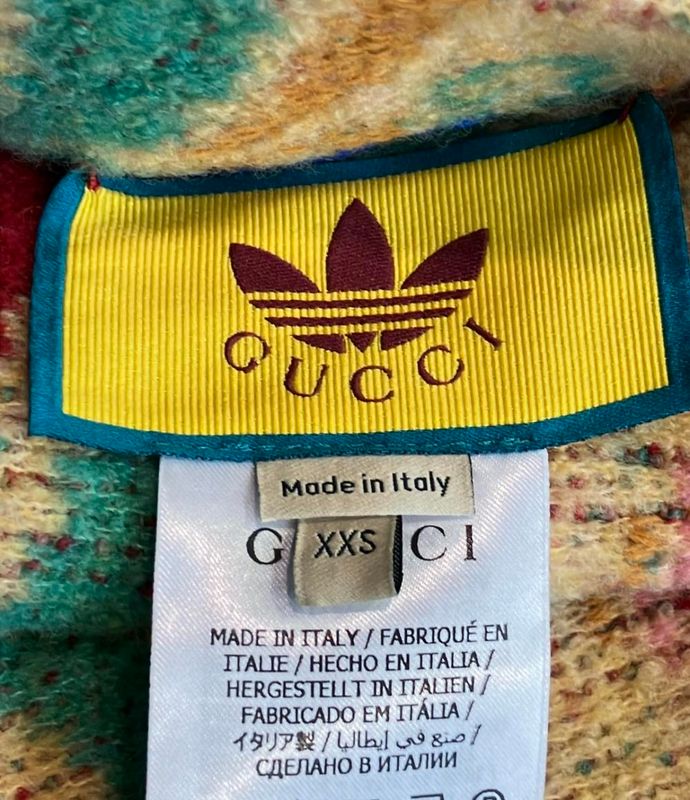 GUCCI
Made in Italy
G CI
XXS
MADE IN ITALY / FABRIQUÉ EN
ITALIE / HECHO EN ITALIA /
HERGESTELLT IN ITALIEN /
FABRICADO EM ITÁLIA /
イタリア製 / صنع في إيطاليا /
СДЕЛАНО В ИТАЛИИ